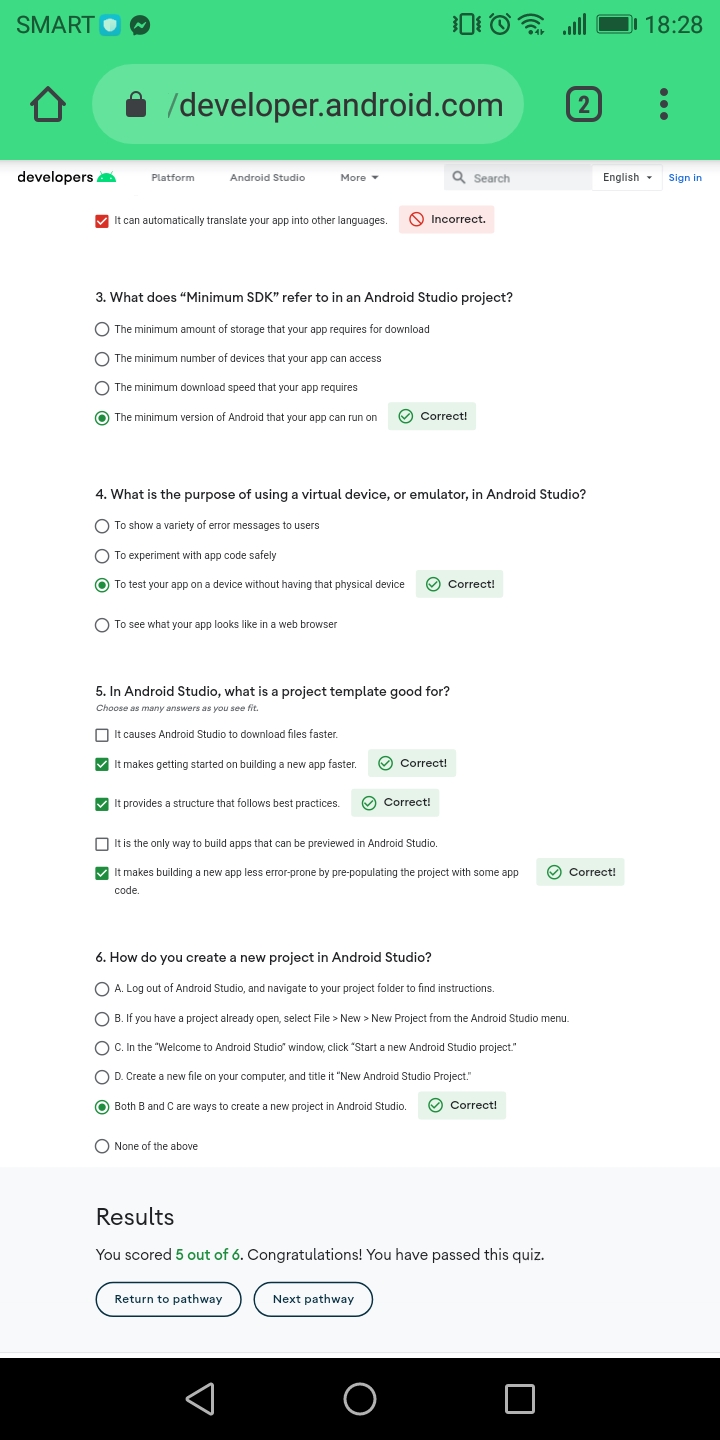 SMART 18:28
/developer.android.com 2
developers Platform Android Studio More Search English Sign in
It can automatically translate your app into other languages. Incorrect.
3. What does “Minimum SDK” refer to in an Android Studio project?
The minimum amount of storage that your app requires for download
The minimum number of devices that your app can access
The minimum download speed that your app requires
The minimum version of Android that your app can run on Correct!
4. What is the purpose of using a virtual device, or emulator, in Android Studio?
To show a variety of error messages to users
To experiment with app code safely
To test your app on a device without having that physical device Correct!
To see what your app looks like in a web browser
5. In Android Studio, what is a project template good for?
Choose as many answers as you see fit.
It causes Android Studio to download files faster.
It makes getting started on building a new app faster. Correct!
It provides a structure that follows best practices. Correct!
It is the only way to build apps that can be previewed in Android Studio.
It makes building a new app less error-prone by pre-populating the project with some app Correct!
code.
6. How do you create a new project in Android Studio?
A. Log out of Android Studio, and navigate to your project folder to find instructions.
B. If you have a project already open, select File > New > New Project from the Android Studio menu.
C. In the “Welcome to Android Studio” window, click “Start a new Android Studio project.”
D. Create a new file on your computer, and title it “New Android Studio Project."
Both B and C are ways to create a new project in Android Studio. Correct!
None of the above
Results
You scored 5 out of 6. Congratulations! You have passed this quiz.
Return to pathway Next pathway